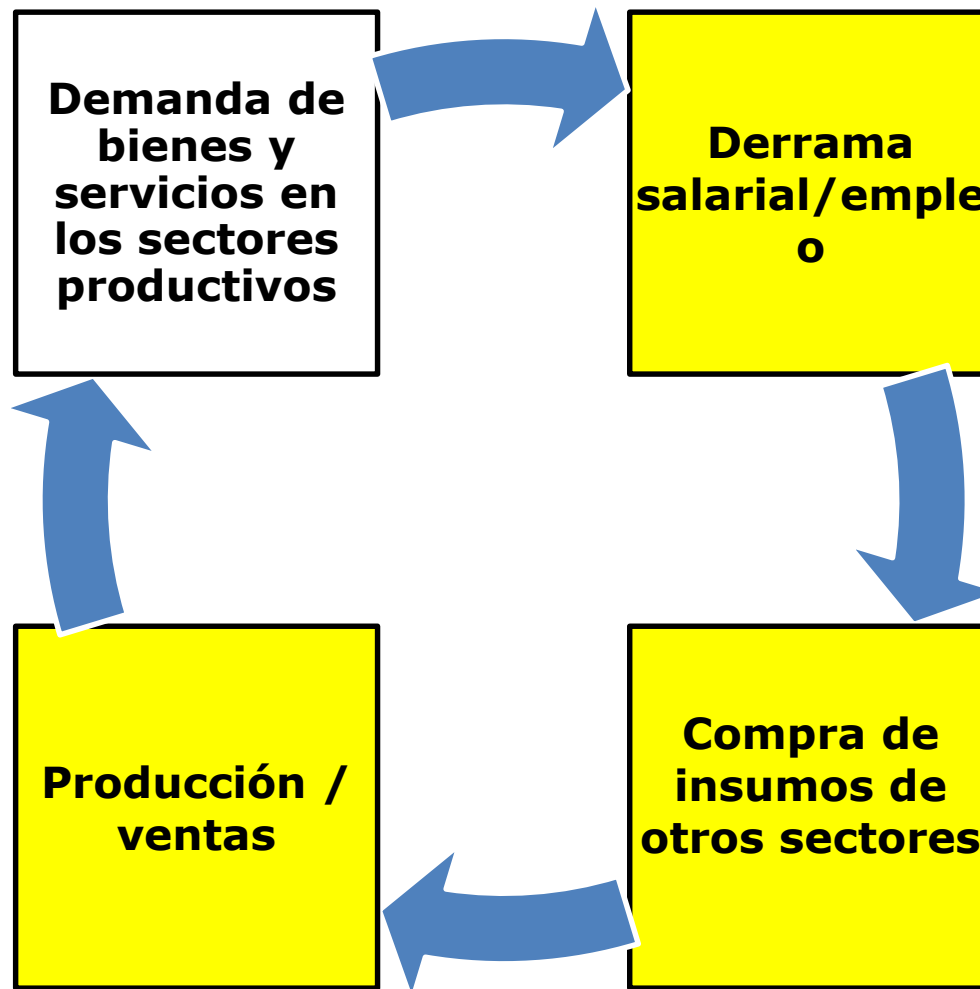 Demanda de
bienes y
servicios en
los sectores
productivos
Derrama
salarial/emple
o
Producción /
ventas
Compra de
insumos de
otros sectores